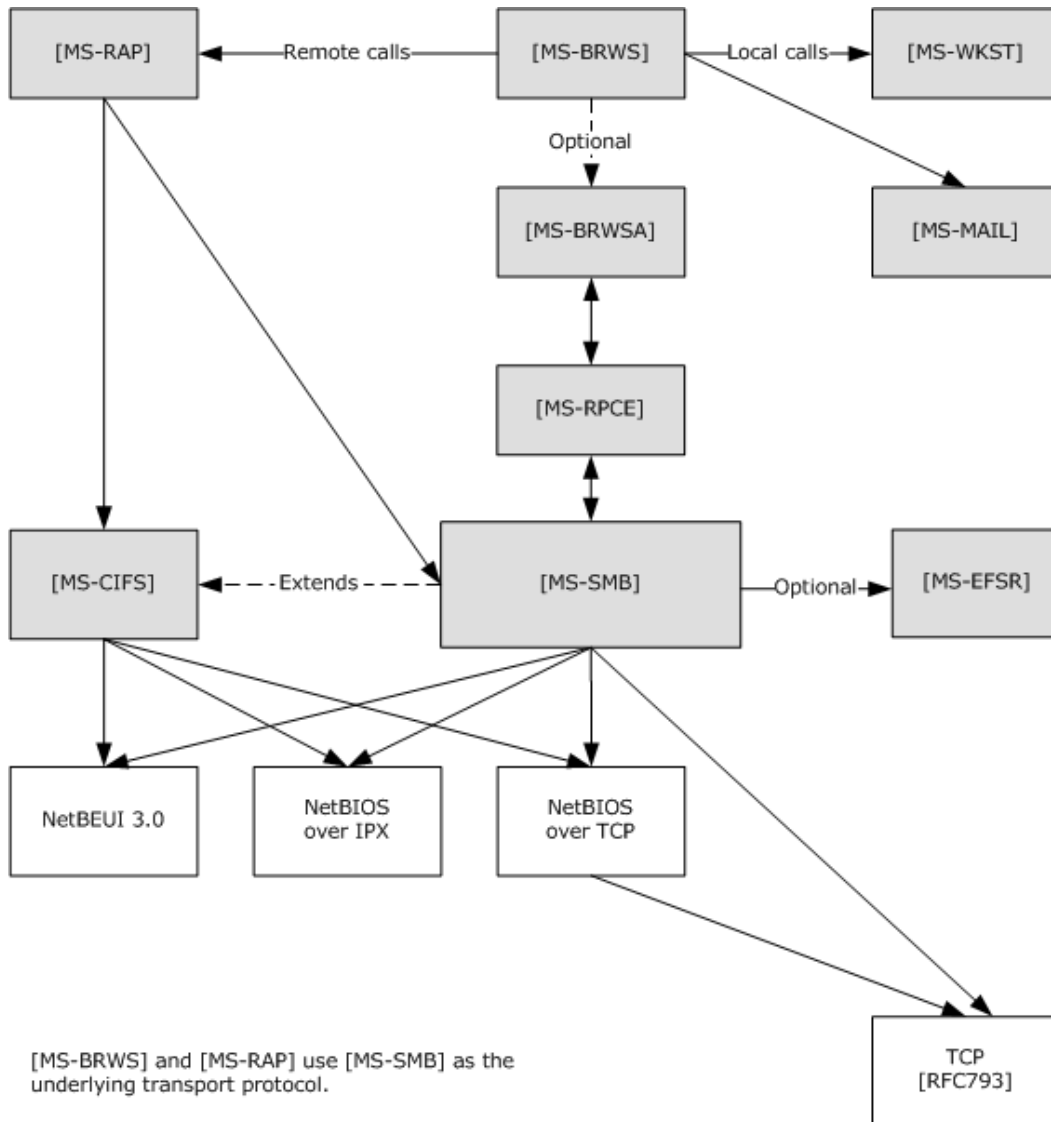 [MS-RAP]
Remote calls
[MS-BRWS]
Local calls
[MS-WKST]
Optional
[MS-BRWSA]
[MS-MAIL]
[MS-RPCE]
[MS-CIFS]
Extends
[MS-SMB]
Optional
[MS-EFSR]
NetBEUI 3.0
NetBIOS
over IPX
NetBIOS
over TCP
[MS-BRWS] and [MS-RAP] use [MS-SMB] as the
underlying transport protocol.
TCP
[RFC793]